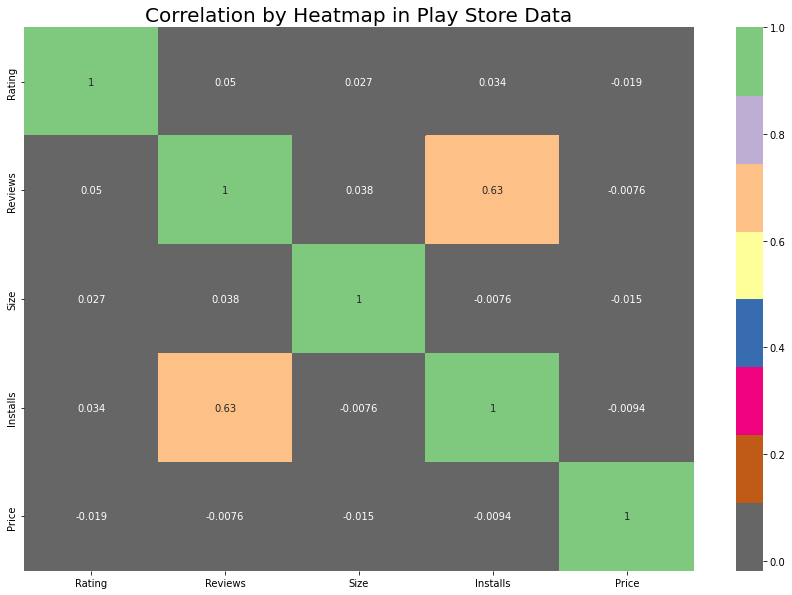 Correlation by Heatmap in Play Store Data
Rating 1 0.05 0.027 0.034 -0.019
Reviews 0.05 1 0.038 0.63 -0.0076
Size 0.027 0.038 1 -0.0076 -0.015
Installs 0.034 0.63 -0.0076 1 -0.0094
Price -0.019 -0.0076 -0.015 -0.0094 1
Rating Reviews Size Installs Price
1.0
0.8
0.6
0.4
0.2
0.0